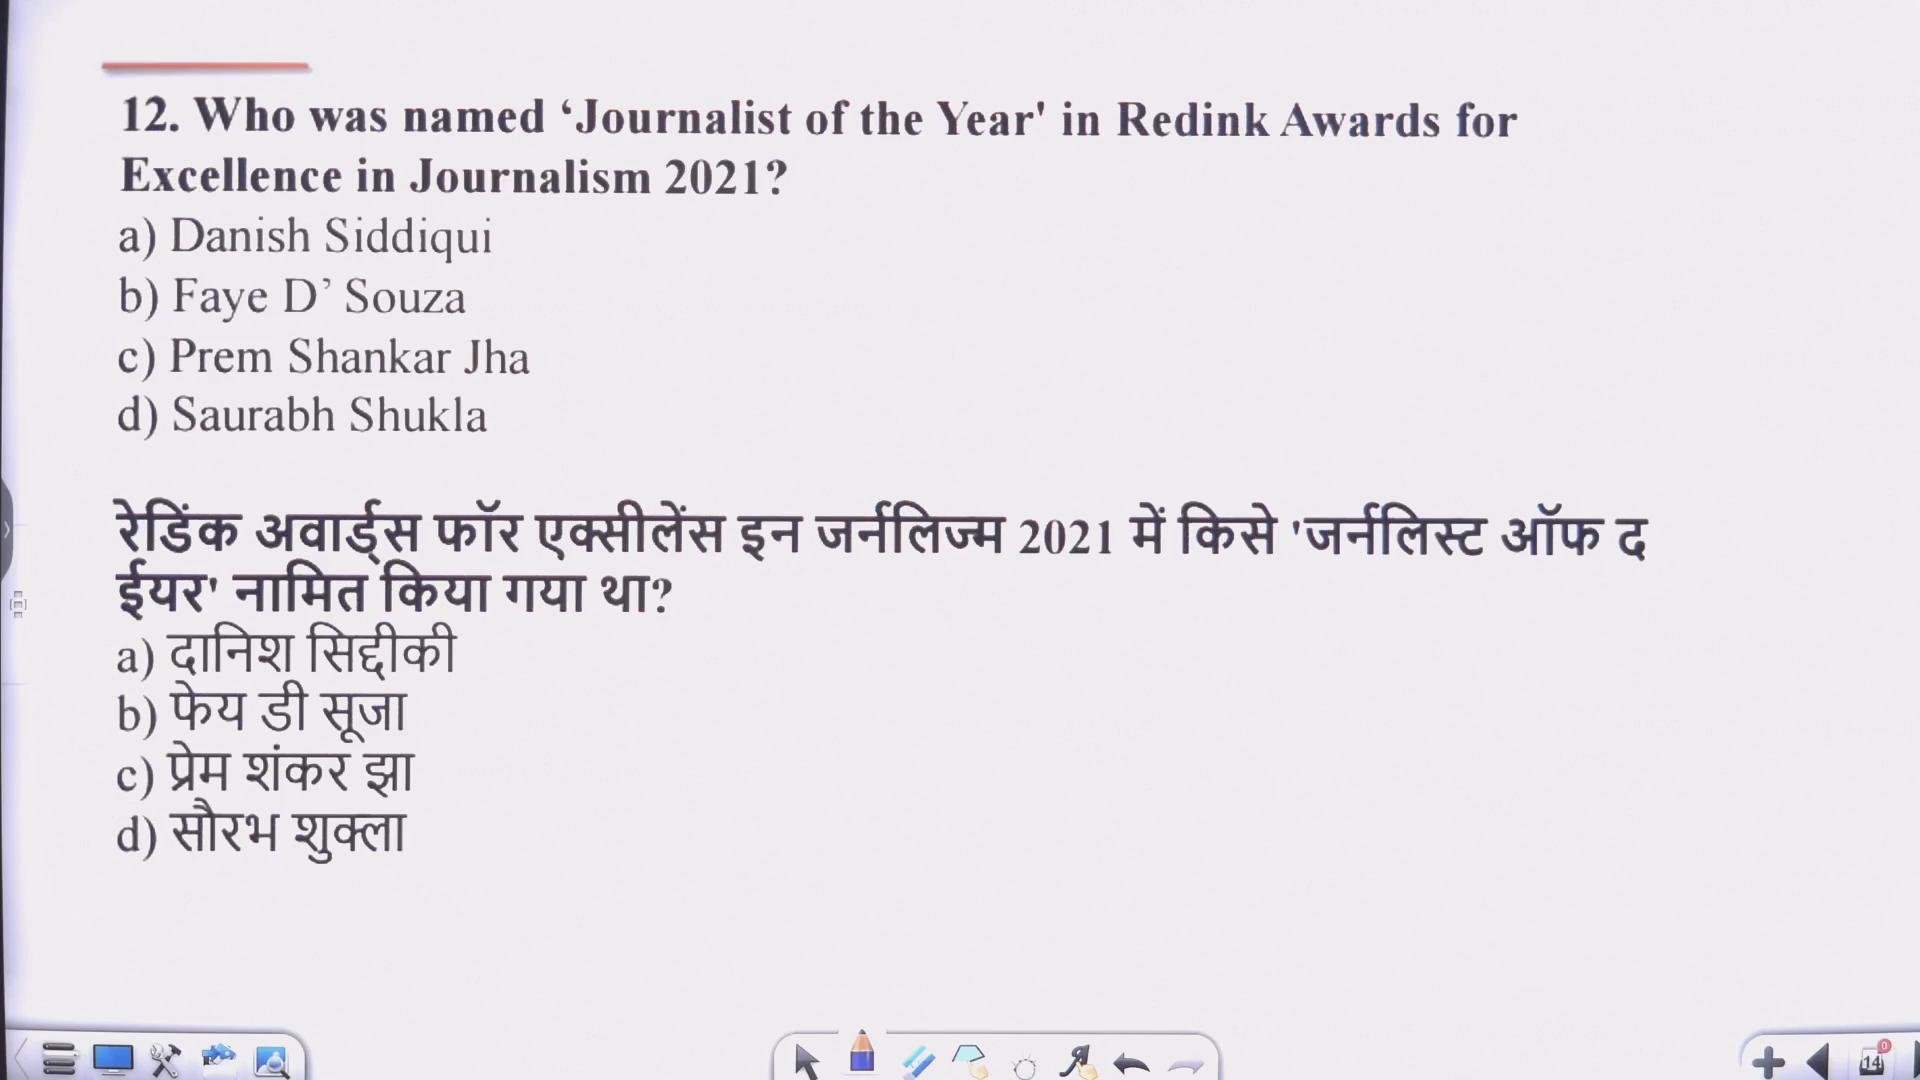 12. Who was named ‘Journalist of the Year' in Redink Awards for
Excellence in Journalism 2021?
a) Danish Siddiqui
b) Faye D’ Souza
c) Prem Shankar Jha
d) Saurabh Shukla
रेडिंक अवार्ड्स फॉर एक्सीलेंस इन जर्नलिज्म 2021 में किसे 'जर्नलिस्ट ऑफ द
ईयर' नामित किया गया था?
a) दानिश सिद्दीकी
b) फेय डी सूजा
c) प्रेम शंकर झा
d) सौरभ शुक्ला
14
0